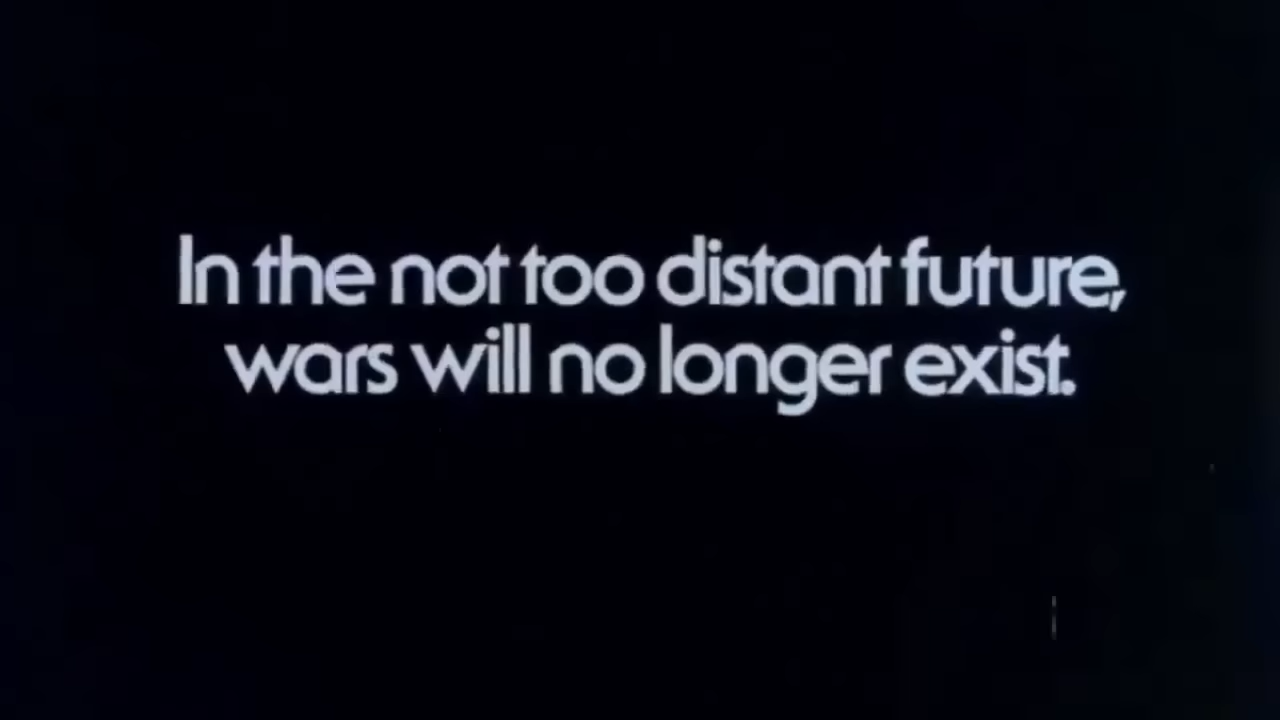 In the not too distant future,
wars will no longer exist.